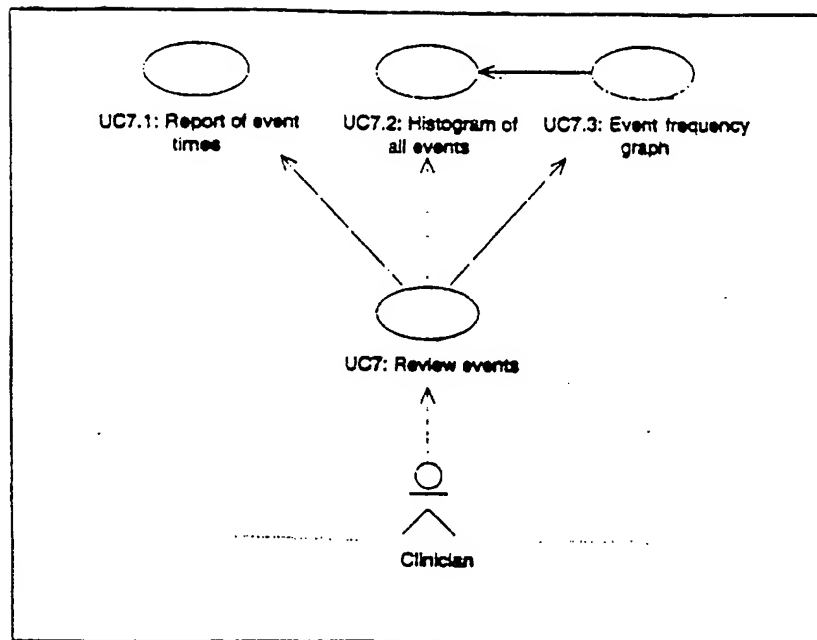 UC7.1: Report of event
times
UC7.2: Histogram of
all events
UC7.3: Event frequency
graph
UC7: Review events
Clinician